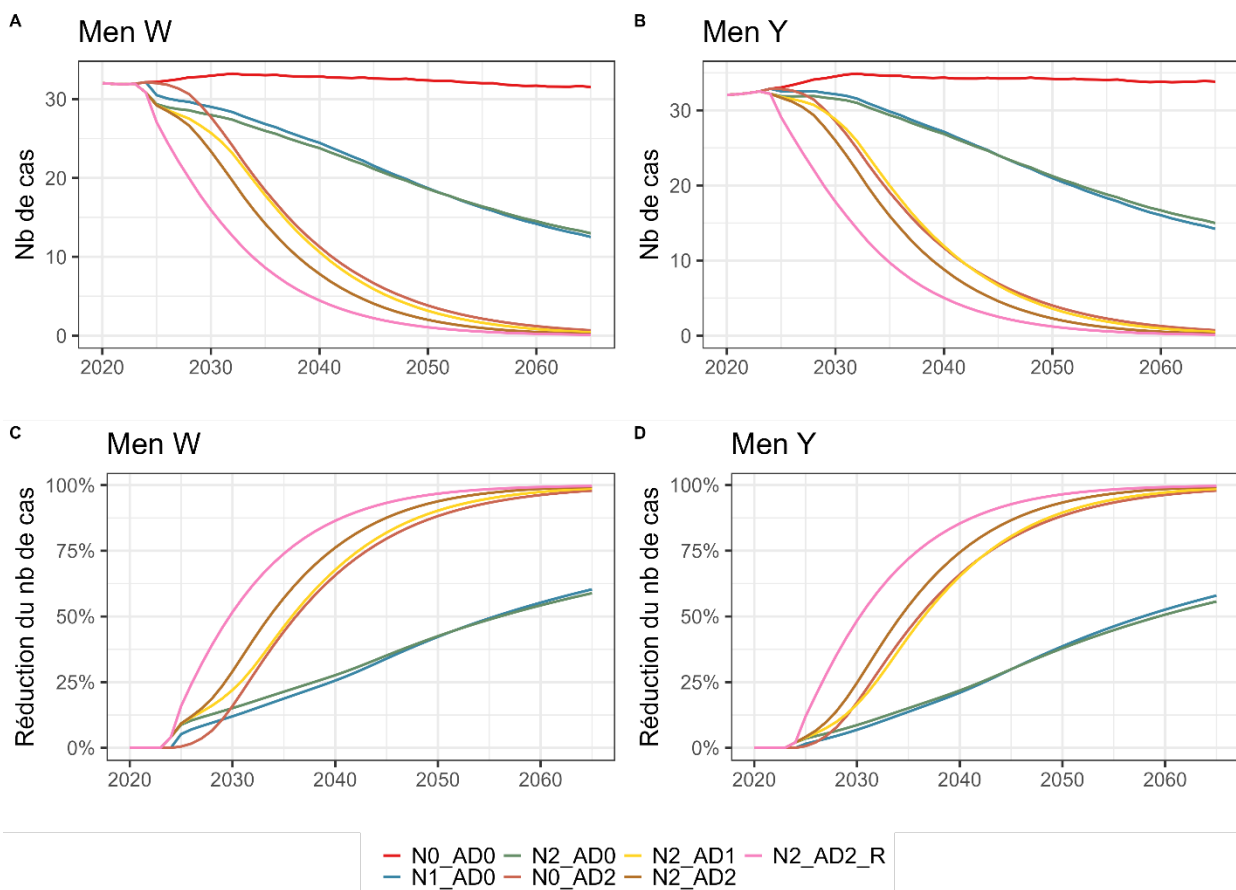 A
Men W
Nb de cas
30
20
10
0
2020 2030 2040 2050 2060
B
Men Y
Nb de cas
30
20
10
0
2020 2030 2040 2050 2060
C
Men W
Réduction du nb de cas
100%
75%
50%
25%
0%
2020 2030 2040 2050 2060
D
Men Y
Réduction du nb de cas
100%
75%
50%
25%
0%
2020 2030 2040 2050 2060
N0_AD0 N2_AD0 N2_AD1 N2_AD2_R
N1_AD0 N0_AD2 N2_AD2